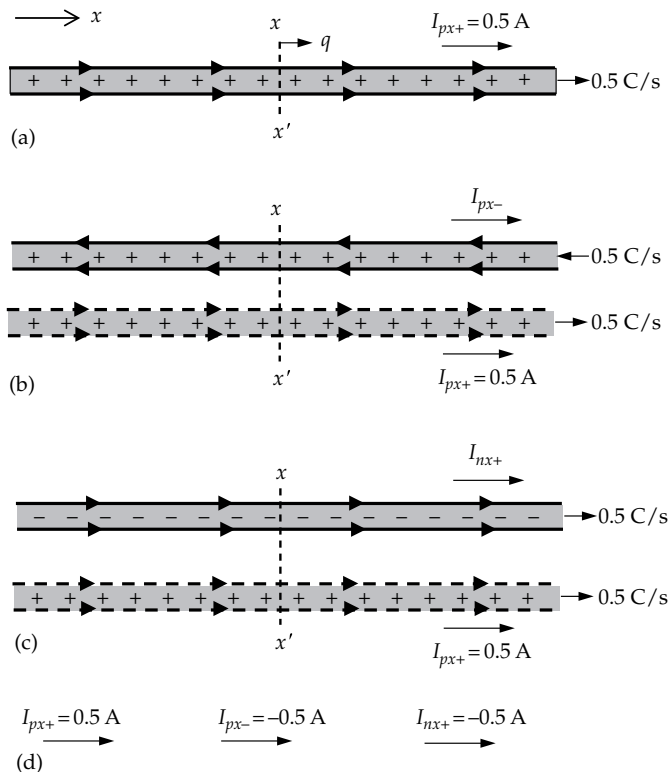 x
x
q
I_{px+} = 0.5 A
+ + + + + + + + + + + + + + + +
0.5 C/s
x′
(a)
x
I_{px−}
+ + + + + + + + + + + + + + + +
0.5 C/s
+ + + + + + + + + + + + + + + +
0.5 C/s
x′
I_{px+} = 0.5 A
(b)
x
I_{nx+}
− − − − − − − − − − − − − − − −
0.5 C/s
+ + + + + + + + + + + + + + + +
0.5 C/s
x′
I_{px+} = 0.5 A
(c)
I_{px+} = 0.5 A I_{px−} = −0.5 A I_{nx+} = −0.5 A
(d)